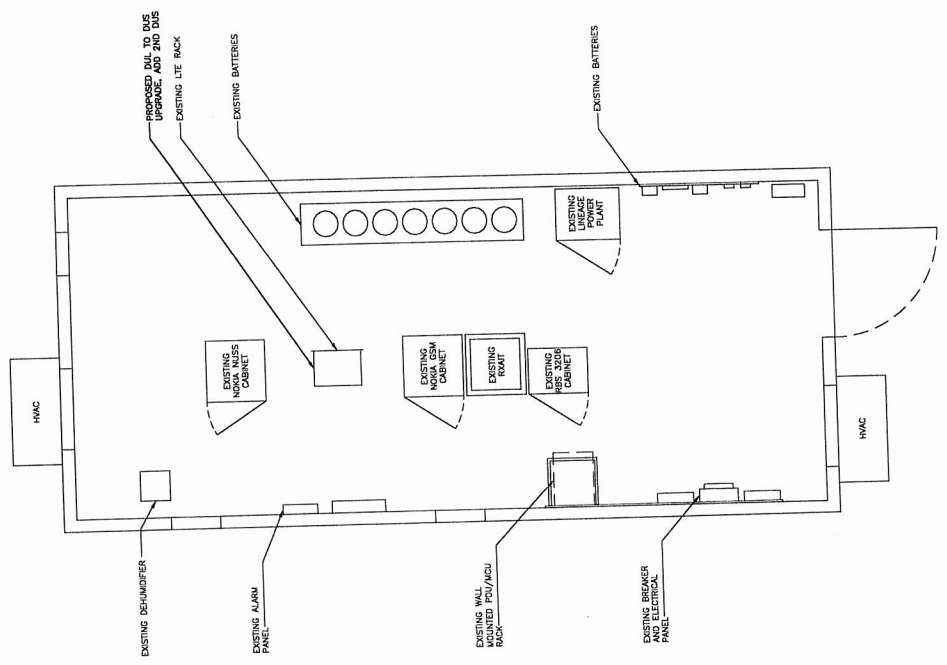 PROPOSED DUL TO DUS
UPGRADE, ADD 2ND DUS
EXISTING LTE RACK
EXISTING BATTERIES
EXISTING BATTERIES
HVAC
EXISTING
NOKIA NUSS
CABINET
EXISTING
NOKIA GSM
CABINET
EXISTING
RXAIT
EXISTING
RBS 3206
CABINET
EXISTING
LINEAGE
POWER
PLANT
HVAC
EXISTING DEHUMIDIFIER
EXISTING ALARM
PANEL
EXISTING WALL
MOUNTED PDU/MCU
RACK
EXISTING BREAKER
AND ELECTRICAL
PANEL